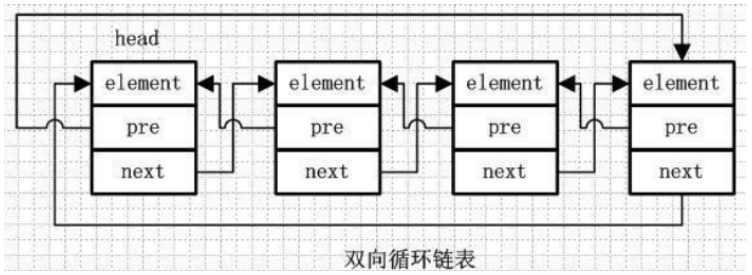 head
element element element element
pre pre pre pre
next next next next
双向循环链表